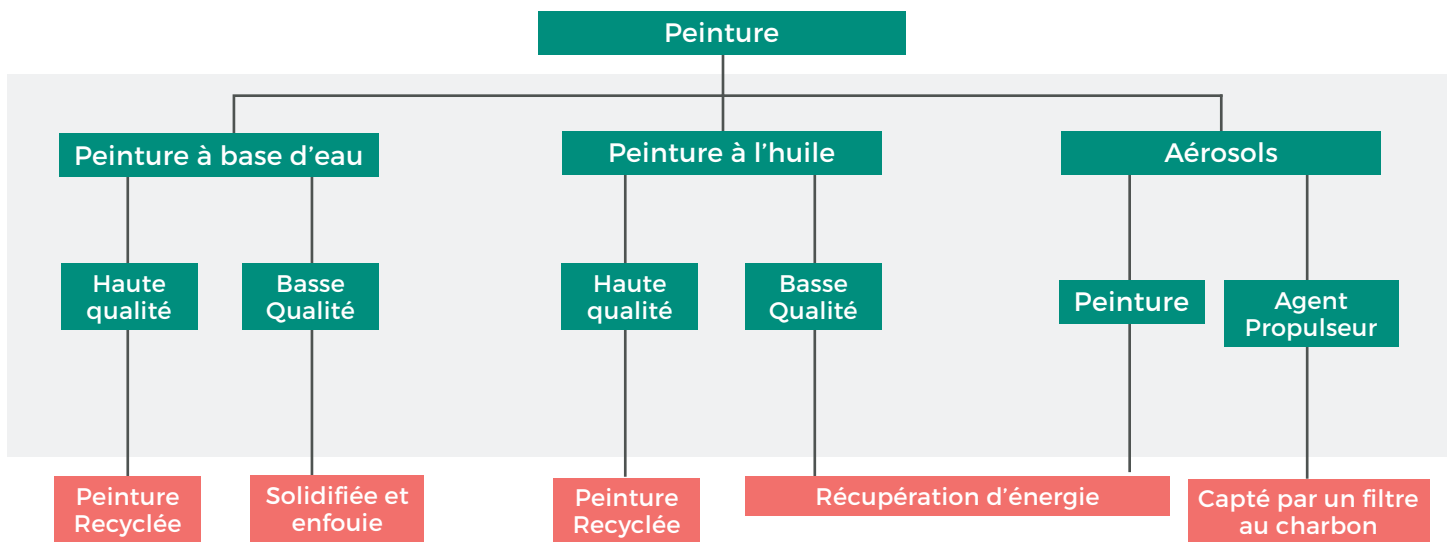 Peinture
Peinture à base d’eau
Peinture à l’huile
Aérosols
Haute
qualité
Basse
Qualité
Haute
qualité
Basse
Qualité
Peinture
Agent
Propulseur
Peinture
Recyclée
Solidifiée et
enfouie
Peinture
Recyclée
Récupération d’énergie
Capté par un filtre
au charbon